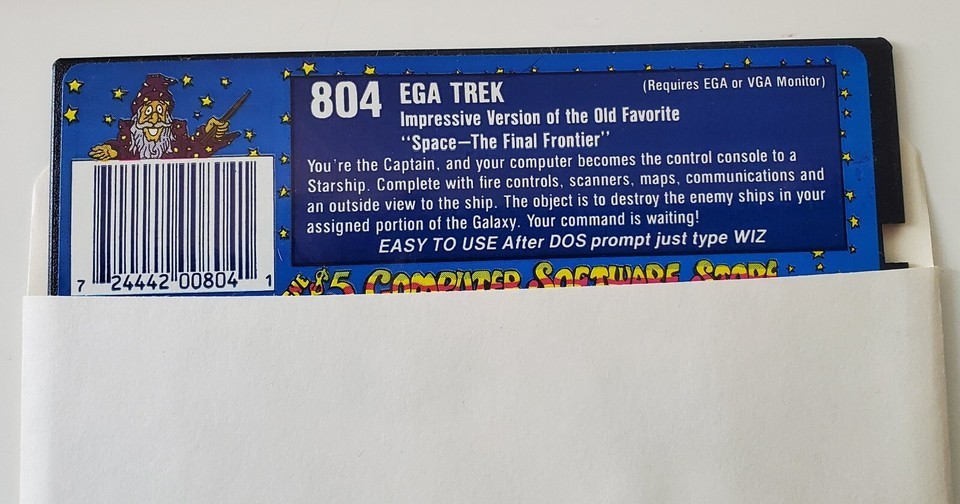 804 EGA TREK (Requires EGA or VGA Monitor)
Impressive Version of the Old Favorite
"Space—The Final Frontier"
You're the Captain, and your computer becomes the control console to a
Starship. Complete with fire controls, scanners, maps, communications and
an outside view to the ship. The object is to destroy the enemy ships in your
assigned portion of the Galaxy. Your command is waiting!
EASY TO USE After DOS prompt just type WIZ
7 24442 00804 1
$5 COMPUTER SOFTWARE STORE